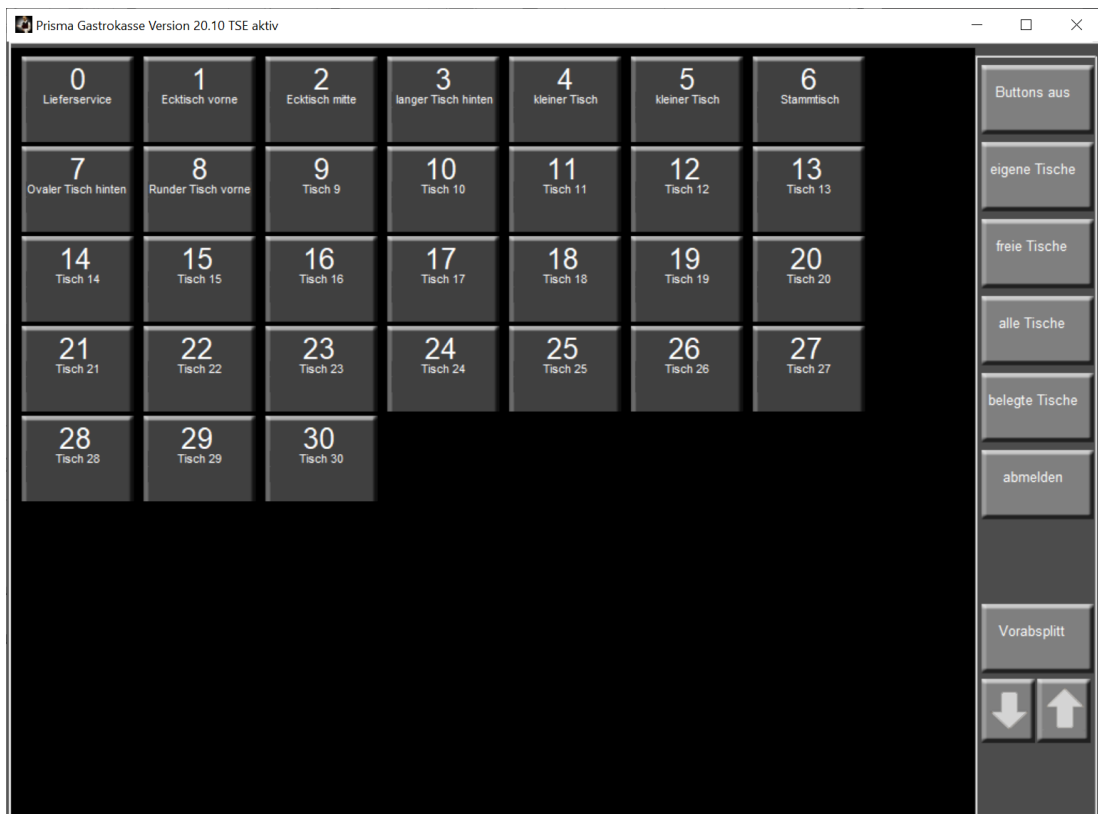 Prisma Gastrokasse Version 20.10 TSE aktiv
0
Lieferservice
1
Ecktisch vorne
2
Ecktisch mitte
3
langer Tisch hinten
4
kleiner Tisch
5
kleiner Tisch
6
Stammtisch
7
Ovaler Tisch hinten
8
Runder Tisch vorne
9
Tisch 9
10
Tisch 10
11
Tisch 11
12
Tisch 12
13
Tisch 13
14
Tisch 14
15
Tisch 15
16
Tisch 16
17
Tisch 17
18
Tisch 18
19
Tisch 19
20
Tisch 20
21
Tisch 21
22
Tisch 22
23
Tisch 23
24
Tisch 24
25
Tisch 25
26
Tisch 26
27
Tisch 27
28
Tisch 28
29
Tisch 29
30
Tisch 30
Buttons aus
eigene Tische
freie Tische
alle Tische
belegte Tische
abmelden
Vorabsplitt